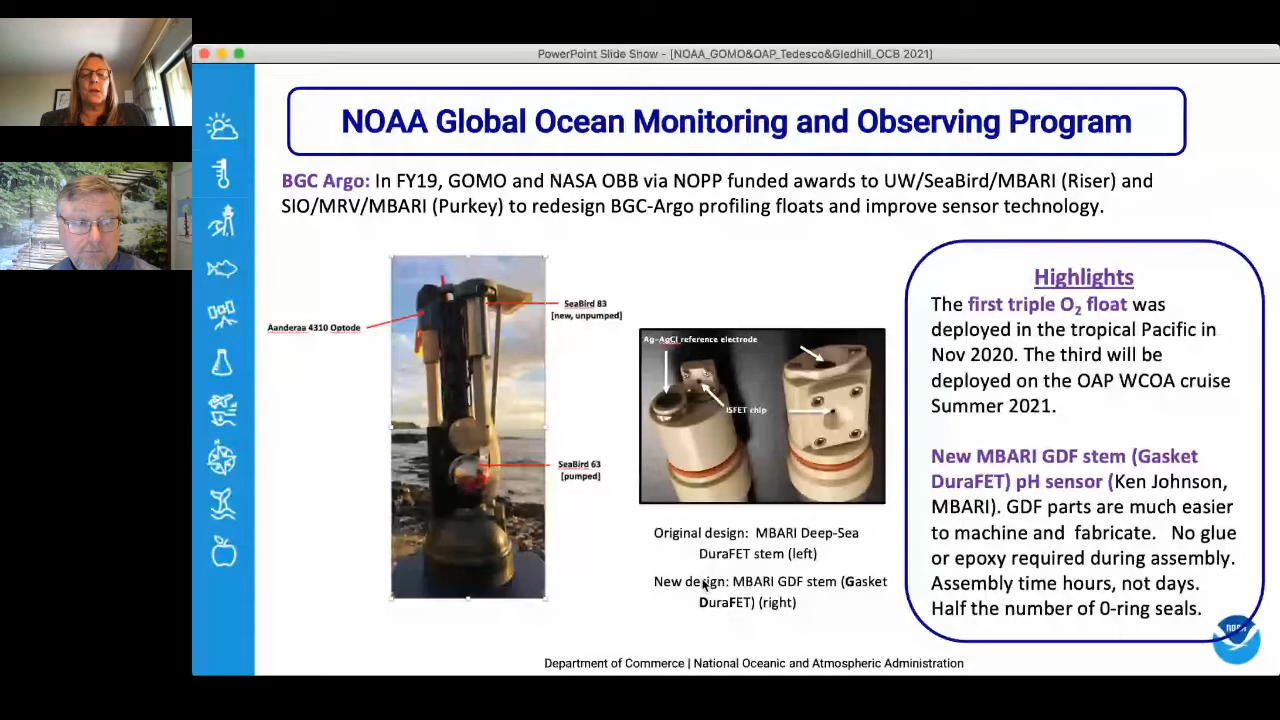 PowerPoint Slide Show - [NOAA_GOMO&OAP_Tedesco&Gledhill_OCB 2021]
NOAA Global Ocean Monitoring and Observing Program
BGC Argo: In FY19, GOMO and NASA OBB via NOPP funded awards to UW/SeaBird/MBARI (Riser) and
SIO/MRV/MBARI (Purkey) to redesign BGC-Argo profiling floats and improve sensor technology.
Aanderaa 4310 Optode
SeaBird 83
[new, unpumped]
SeaBird 63
[pumped]
Ag-AgCl reference electrode
ISFET chip
Original design: MBARI Deep-Sea
DuraFET stem (left)
New design: MBARI GDF stem (Gasket
DuraFET) (right)
Highlights
The first triple O₂ float was
deployed in the tropical Pacific in
Nov 2020. The third will be
deployed on the OAP WCOA cruise
Summer 2021.
New MBARI GDF stem (Gasket
DuraFET) pH sensor (Ken Johnson,
MBARI). GDF parts are much easier
to machine and fabricate. No glue
or epoxy required during assembly.
Assembly time hours, not days.
Half the number of 0-ring seals.
NOAA
Department of Commerce | National Oceanic and Atmospheric Administration